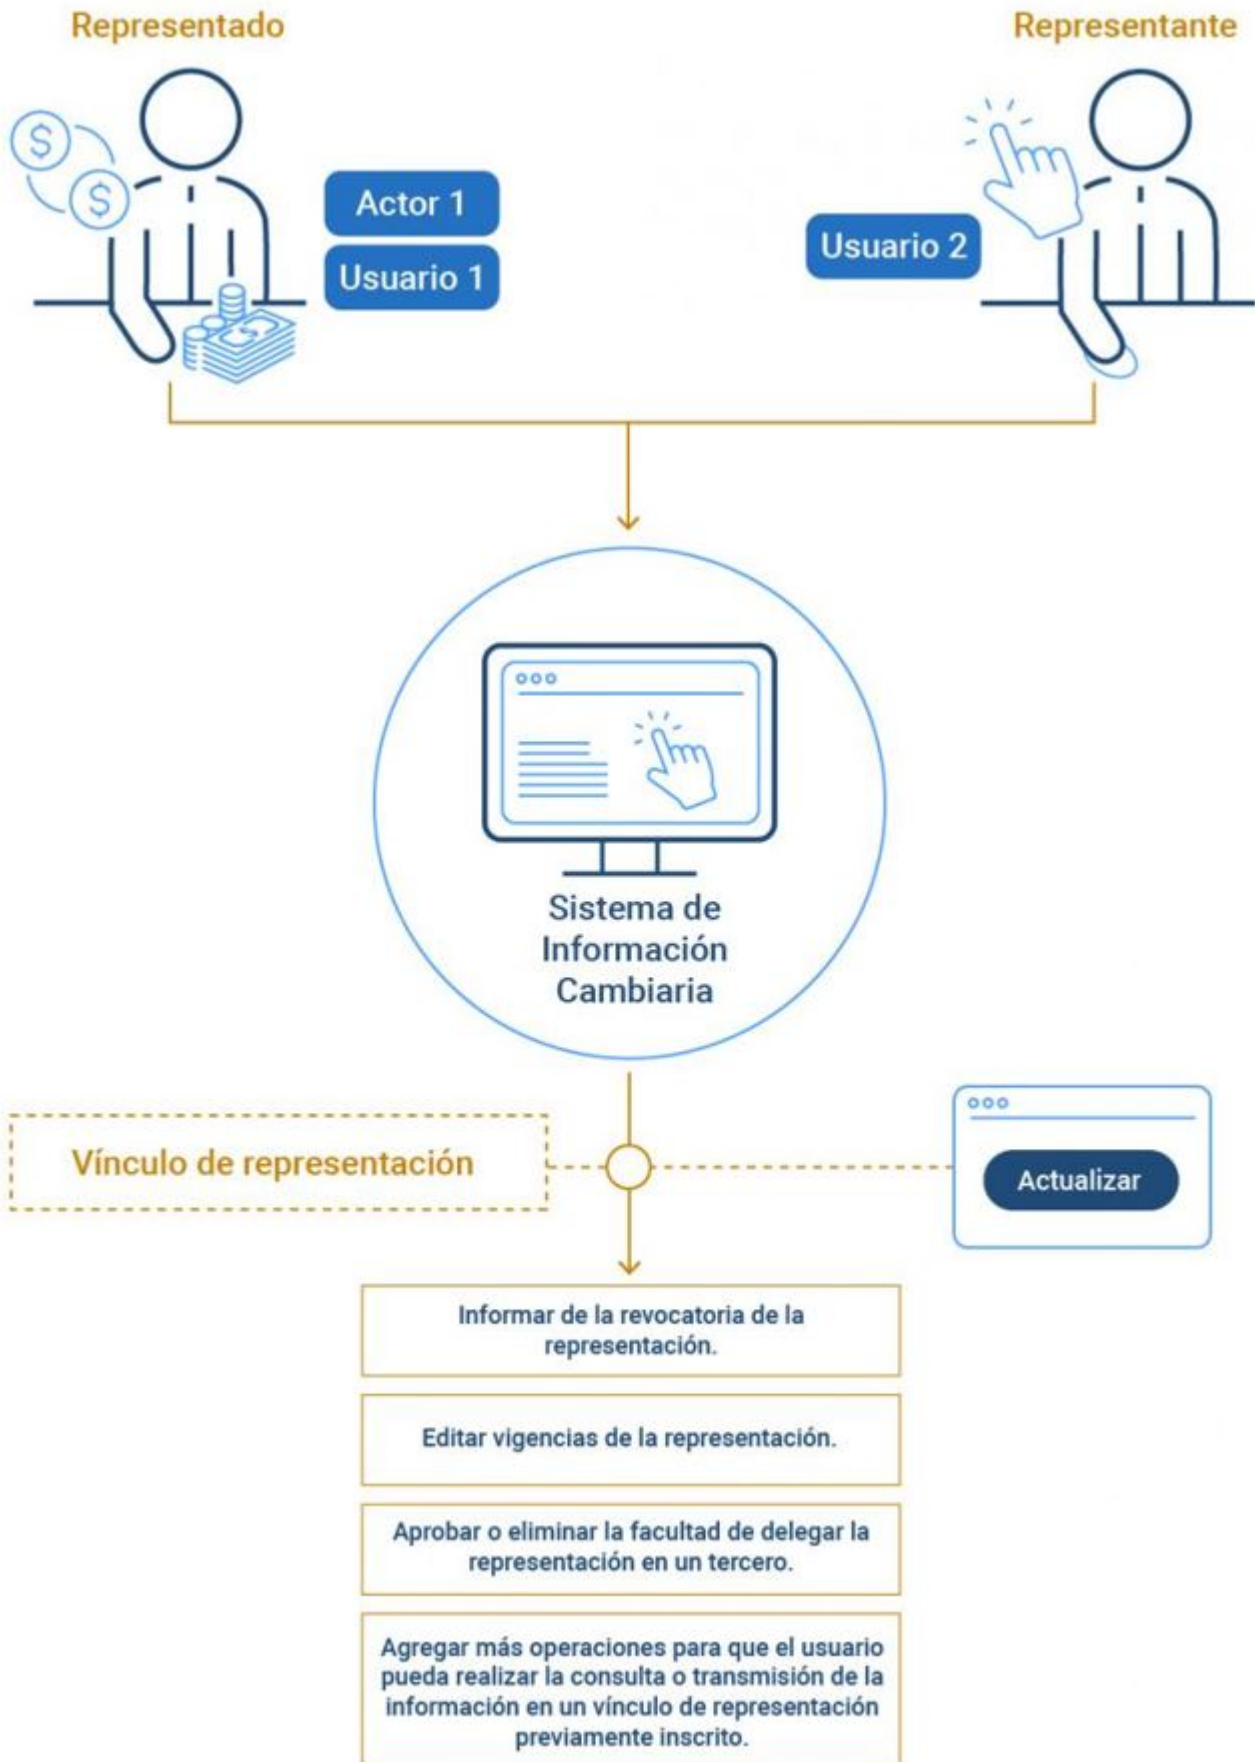 Representado
Representante
$
$
Actor 1
Usuario 1
Usuario 2
Sistema de
Información
Cambiaria
Vínculo de representación
Actualizar
Informar de la revocatoria de la
representación.
Editar vigencias de la representación.
Aprobar o eliminar la facultad de delegar la
representación en un tercero.
Agregar más operaciones para que el usuario
pueda realizar la consulta o transmisión de la
información en un vínculo de representación
previamente inscrito.